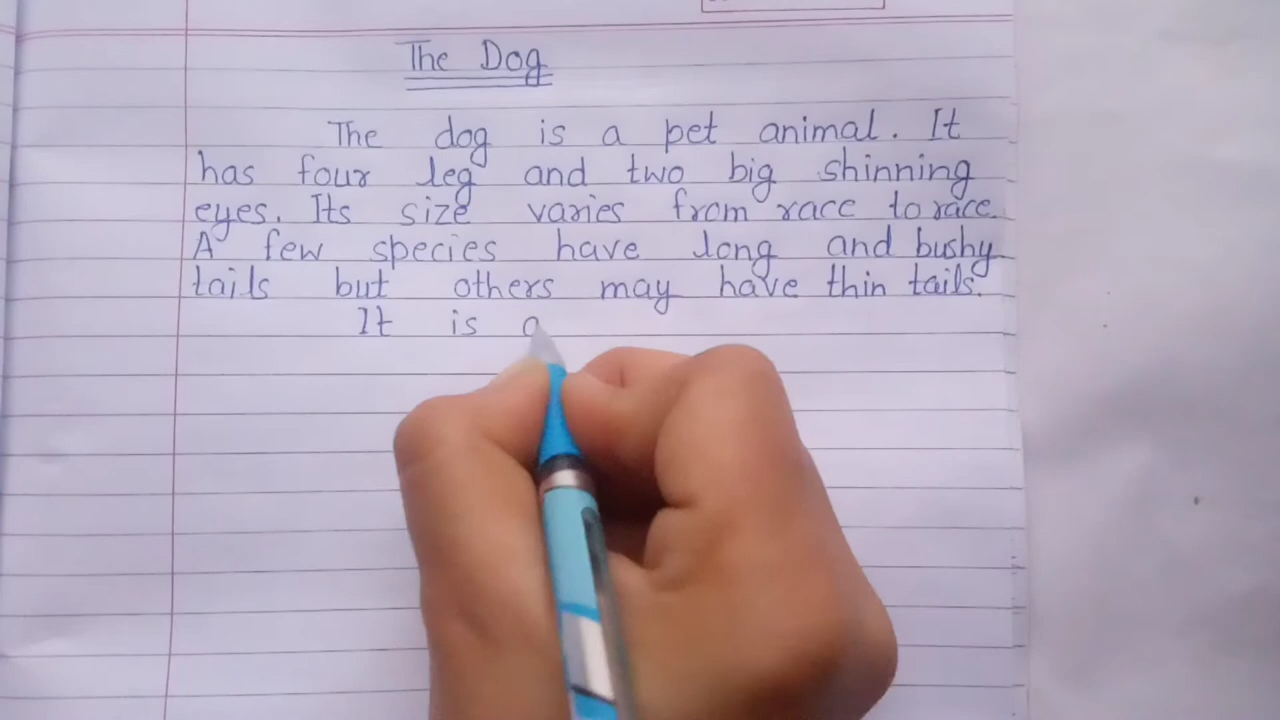 The Dog
The dog is a pet animal. It
has four leg and two big shinning
eyes. Its size varies from race to race.
A few species have long and bushy
tails but others may have thin tails.
It is a